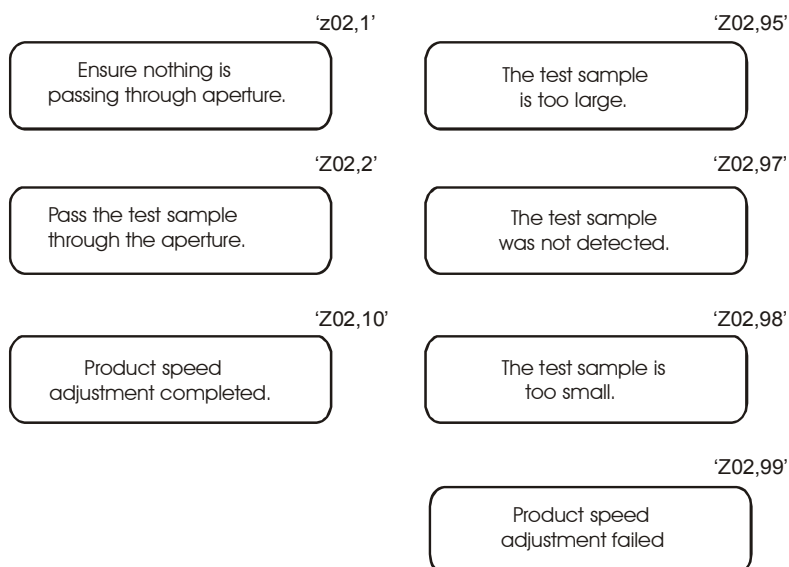 ‘z02,1’
Ensure nothing is
passing through aperture.
‘Z02,2’
Pass the test sample
through the aperture.
‘Z02,10’
Product speed
adjustment completed.
‘Z02,95’
The test sample
is too large.
‘Z02,97’
The test sample
was not detected.
‘Z02,98’
The test sample is
too small.
‘Z02,99’
Product speed
adjustment failed